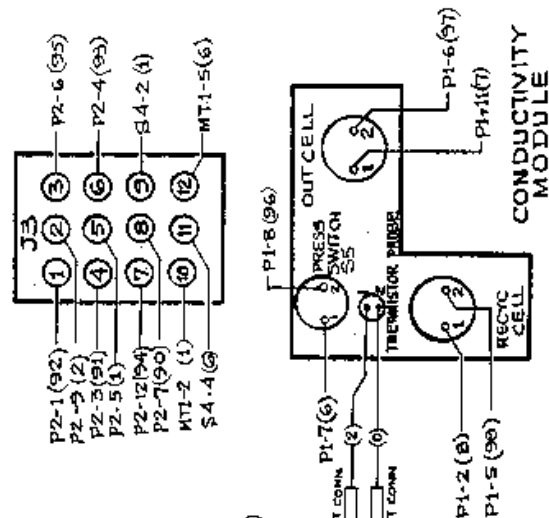 P2-6 (95)
P2-4 (93)
S4-2 (1)
MT1-5 (6)
J3
3
6
9
12
2
5
8
11
1
4
7
10
P2-1 (92)
P2-9 (2)
P2-3 (91)
P2-5 (1)
P2-12 (94)
P2-7 (90)
MT1-2 (1)
S4-4 (6)
P1-6 (97)
P1-11 (7)
P1-8 (96)
OUT CELL
1
2
PRESS
SWITCH
S5
2
THERMISTOR PROBE
RECYC
CELL
1
2
CONDUCTIVITY
MODULE
P1-7 (6)
(2)
(0)
T CONN
T CONN
P1-2 (8)
P1-5 (98)